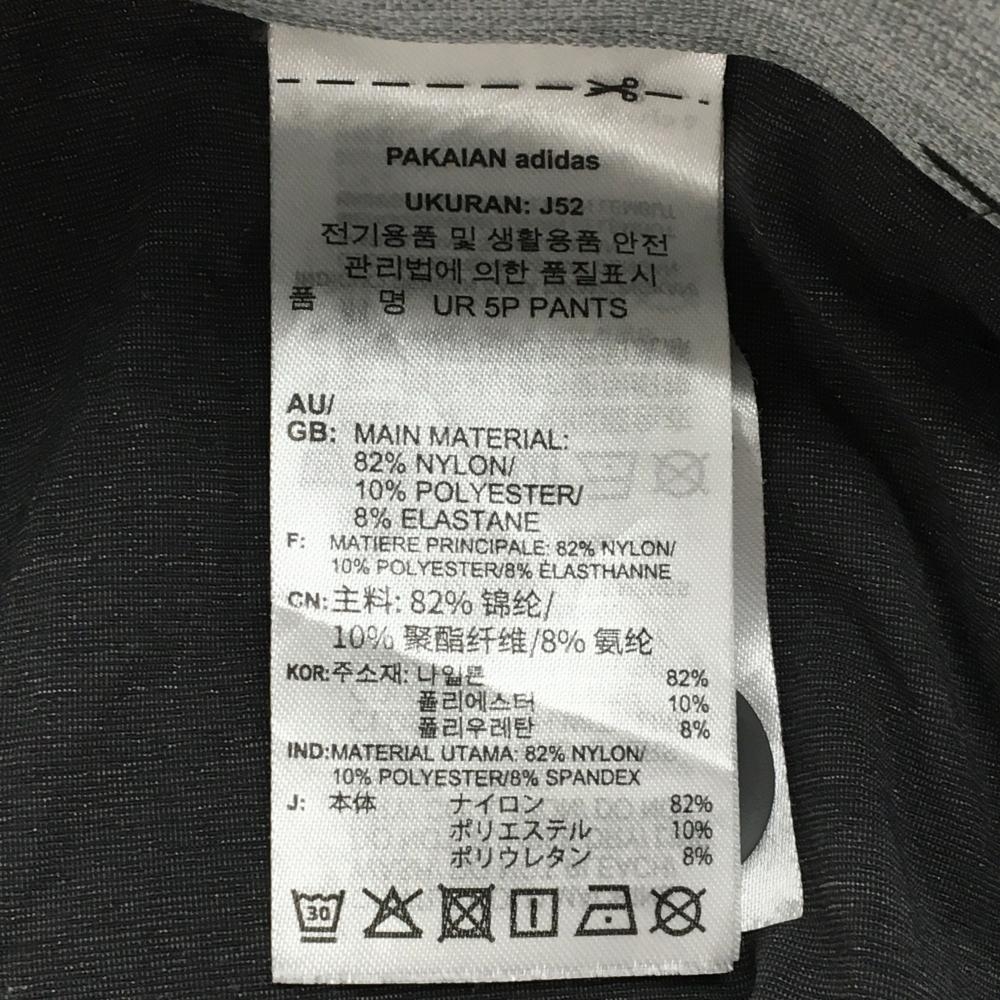 PAKAIAN adidas
UKURAN: J52
전기용품 및 생활용품 안전
관리법에 의한 품질표시
품 명 UR 5P PANTS
AU/
GB: MAIN MATERIAL:
82% NYLON/
10% POLYESTER/
8% ELASTANE
F: MATIERE PRINCIPALE: 82% NYLON/
10% POLYESTER/8% ÉLASTHANNE
CN: 主料: 82% 锦纶/
10% 聚酯纤维/8% 氨纶
KOR: 주소재: 나일론 82%
폴리에스터 10%
폴리우레탄 8%
IND: MATERIAL UTAMA: 82% NYLON/
10% POLYESTER/8% SPANDEX
J: 本体 ナイロン 82%
ポリエステル 10%
ポリウレタン 8%
30